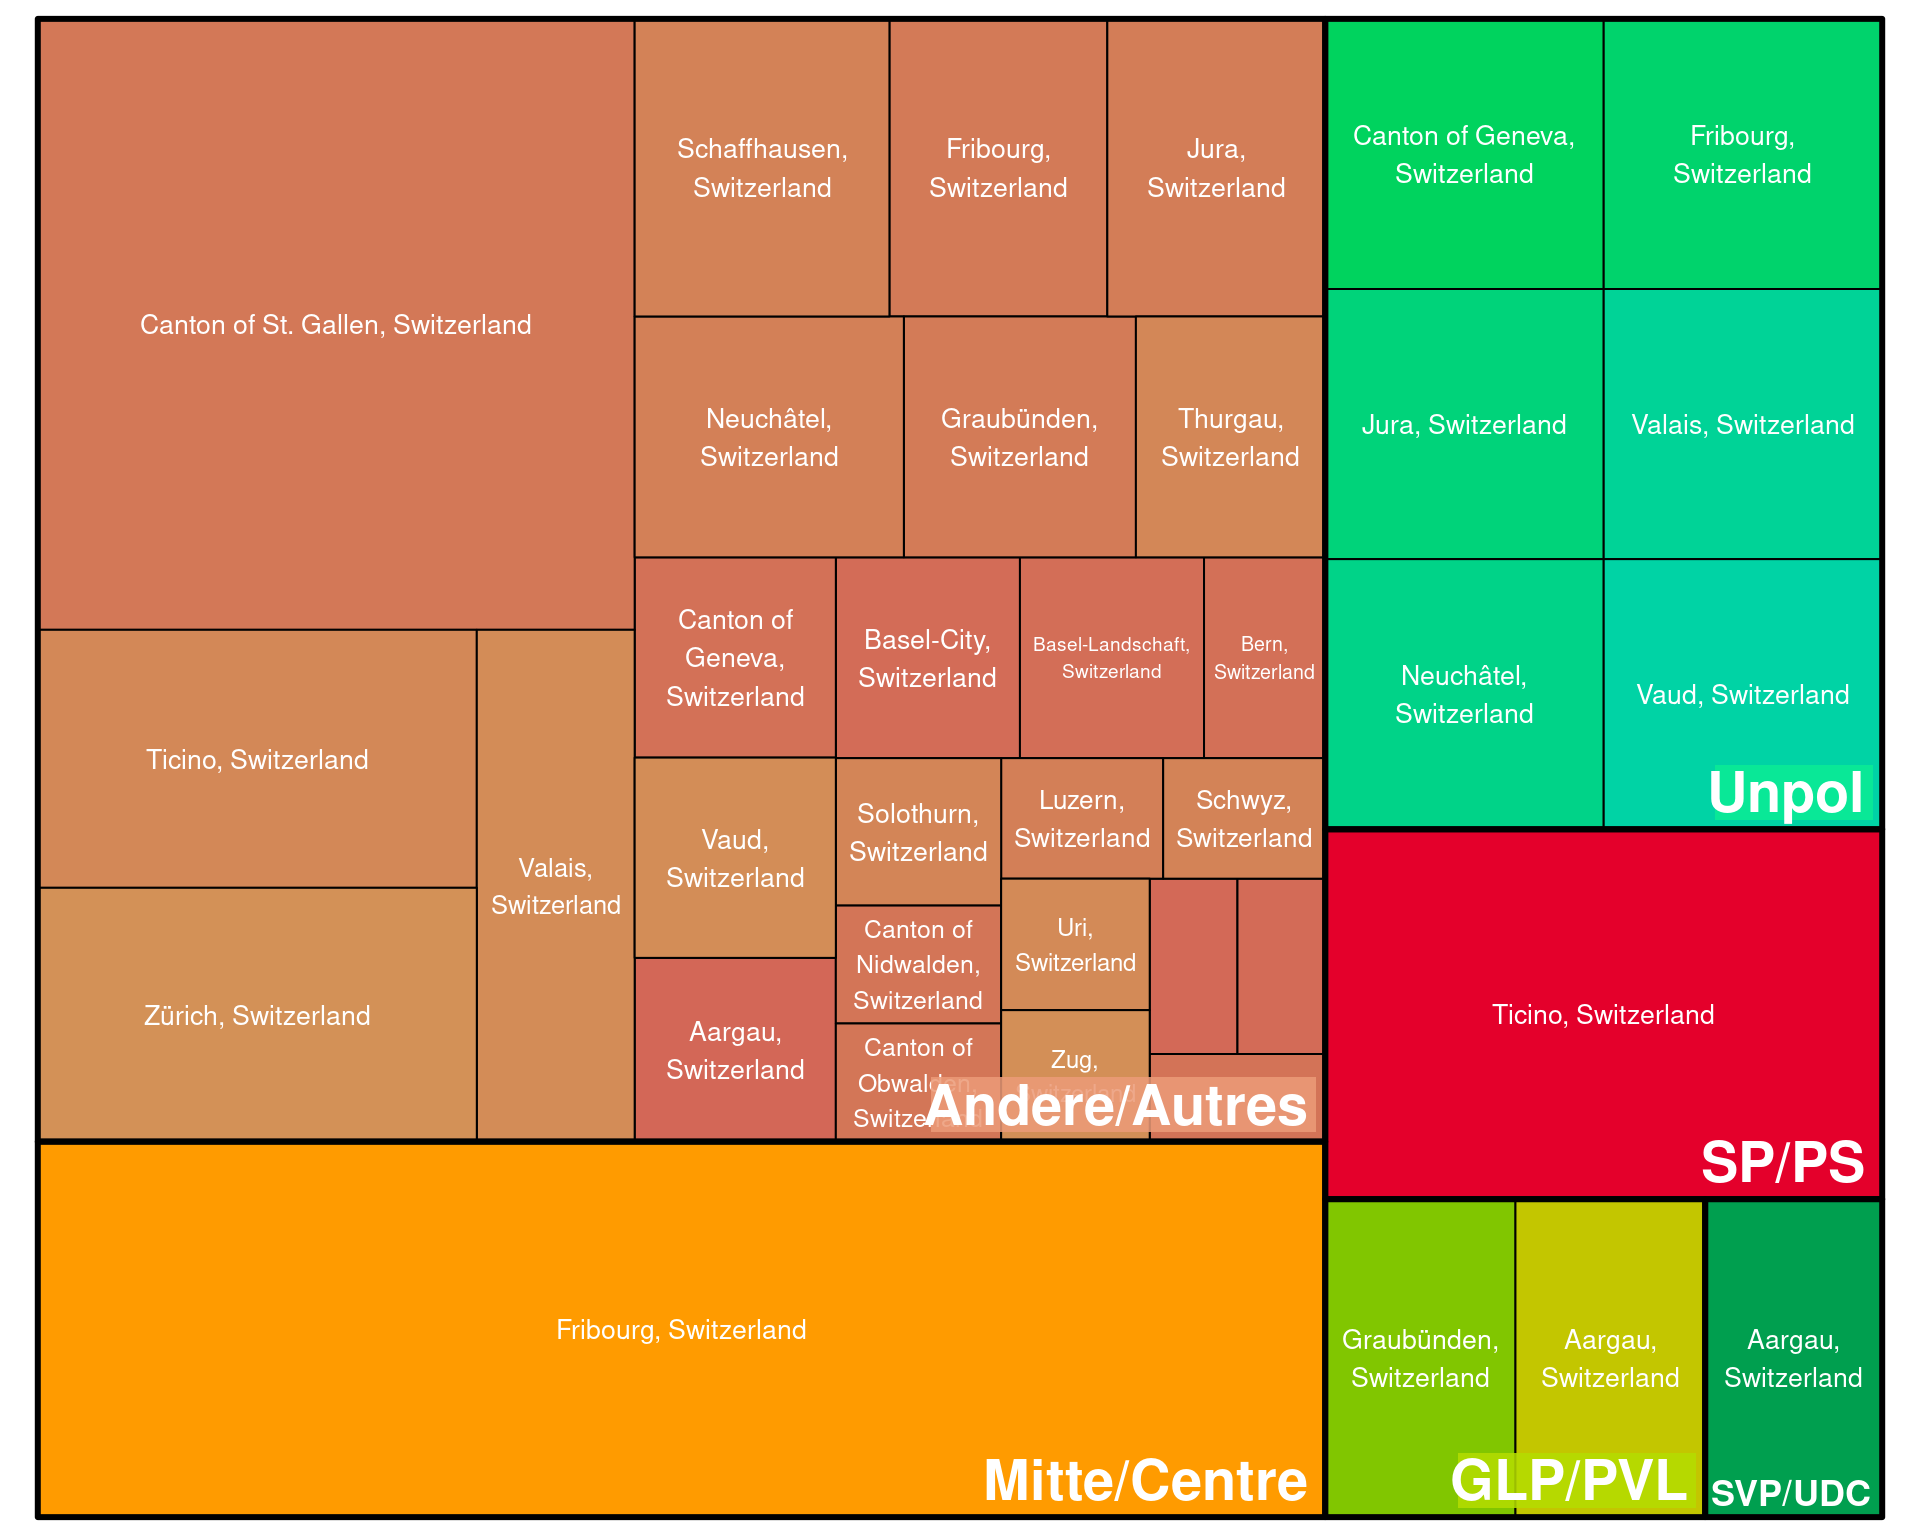 Canton of St. Gallen, Switzerland
Schaffhausen,
Switzerland
Fribourg,
Switzerland
Jura,
Switzerland
Neuchâtel,
Switzerland
Graubünden,
Switzerland
Thurgau,
Switzerland
Ticino, Switzerland
Zürich, Switzerland
Valais,
Switzerland
Canton of
Geneva,
Switzerland
Basel-City,
Switzerland
Basel-Landschaft,
Switzerland
Bern,
Switzerland
Vaud,
Switzerland
Aargau,
Switzerland
Solothurn,
Switzerland
Luzern,
Switzerland
Schwyz,
Switzerland
Canton of
Nidwalden,
Switzerland
Uri,
Switzerland
Canton of
Obwalden,
Switzerland
Zug,
Switzerland
Andere/Autres
Fribourg, Switzerland
Mitte/Centre
Canton of Geneva,
Switzerland
Fribourg,
Switzerland
Jura, Switzerland
Valais, Switzerland
Neuchâtel,
Switzerland
Vaud, Switzerland
Unpol
Ticino, Switzerland
SP/PS
Graubünden,
Switzerland
Aargau,
Switzerland
GLP/PVL
Aargau,
Switzerland
SVP/UDC